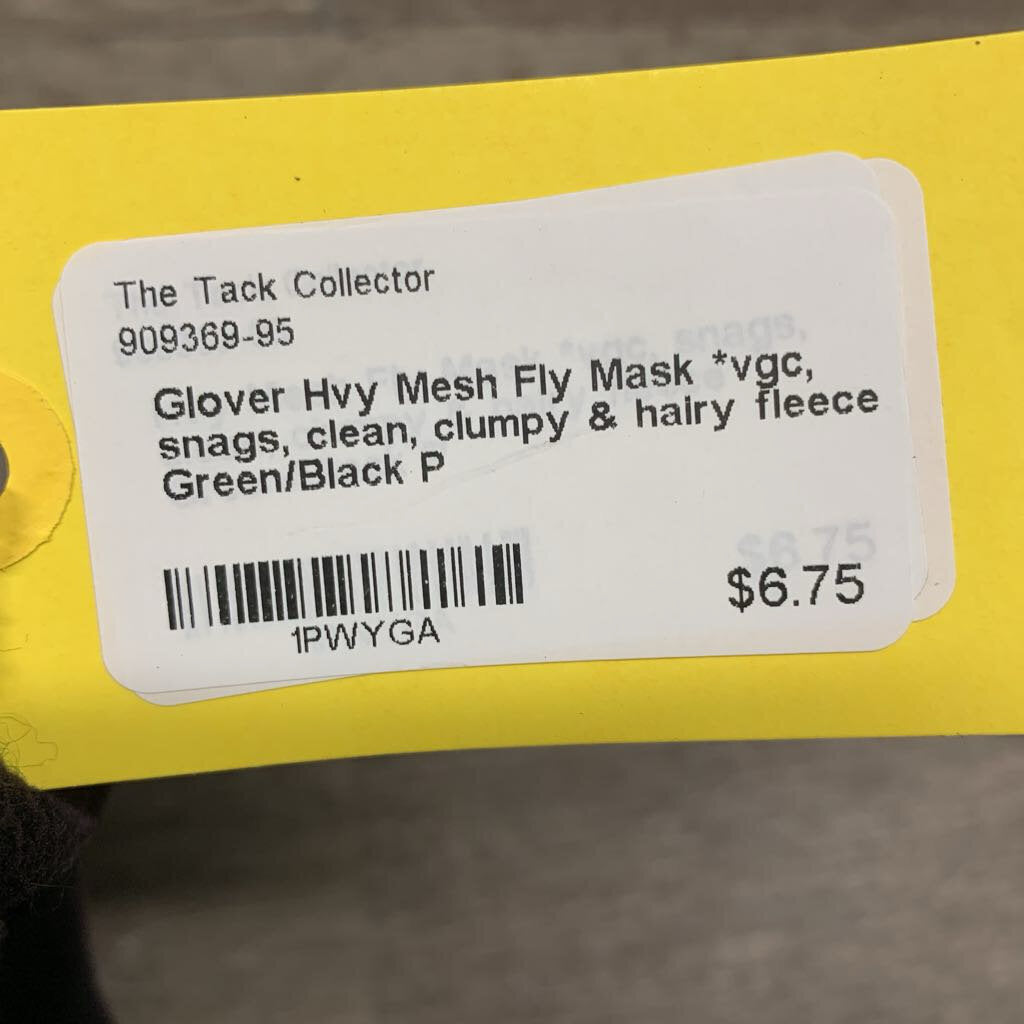 The Tack Collector
909369-95
Glover Hvy Mesh Fly Mask *vgc,
snags, clean, clumpy & hairy fleece
Green/Black P
1PWYGA
$6.75